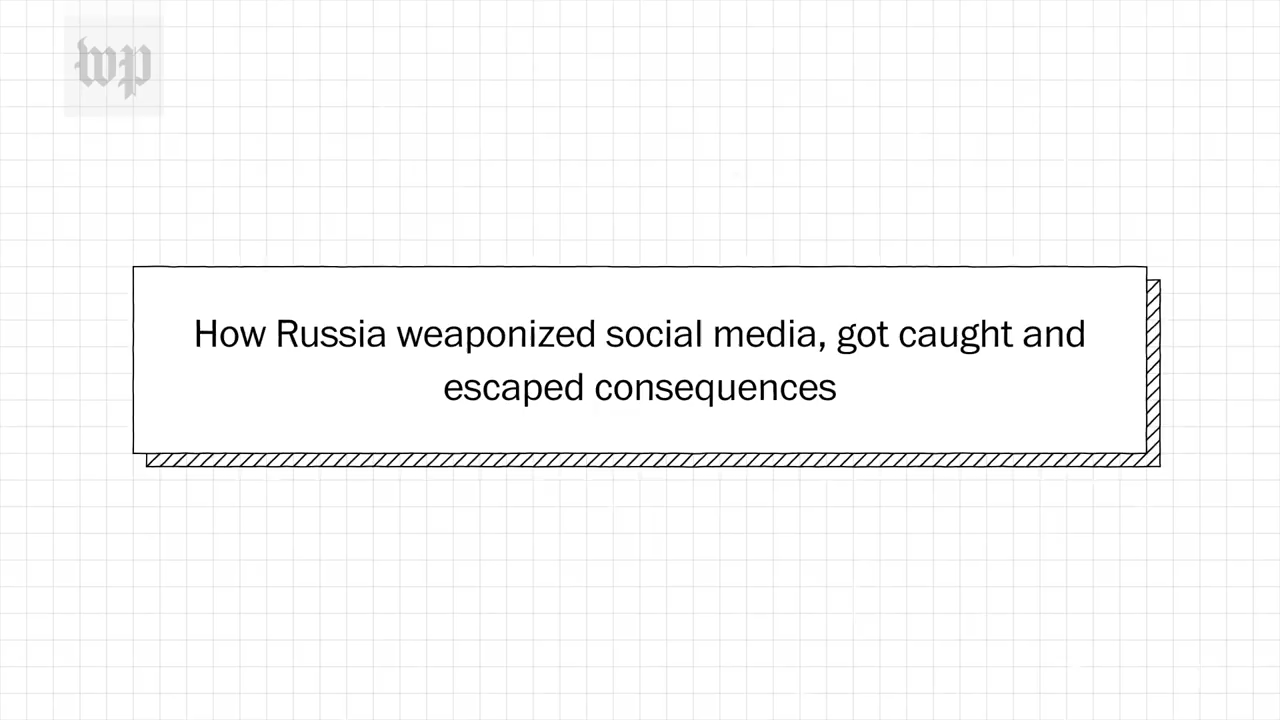 wp
How Russia weaponized social media, got caught and
escaped consequences